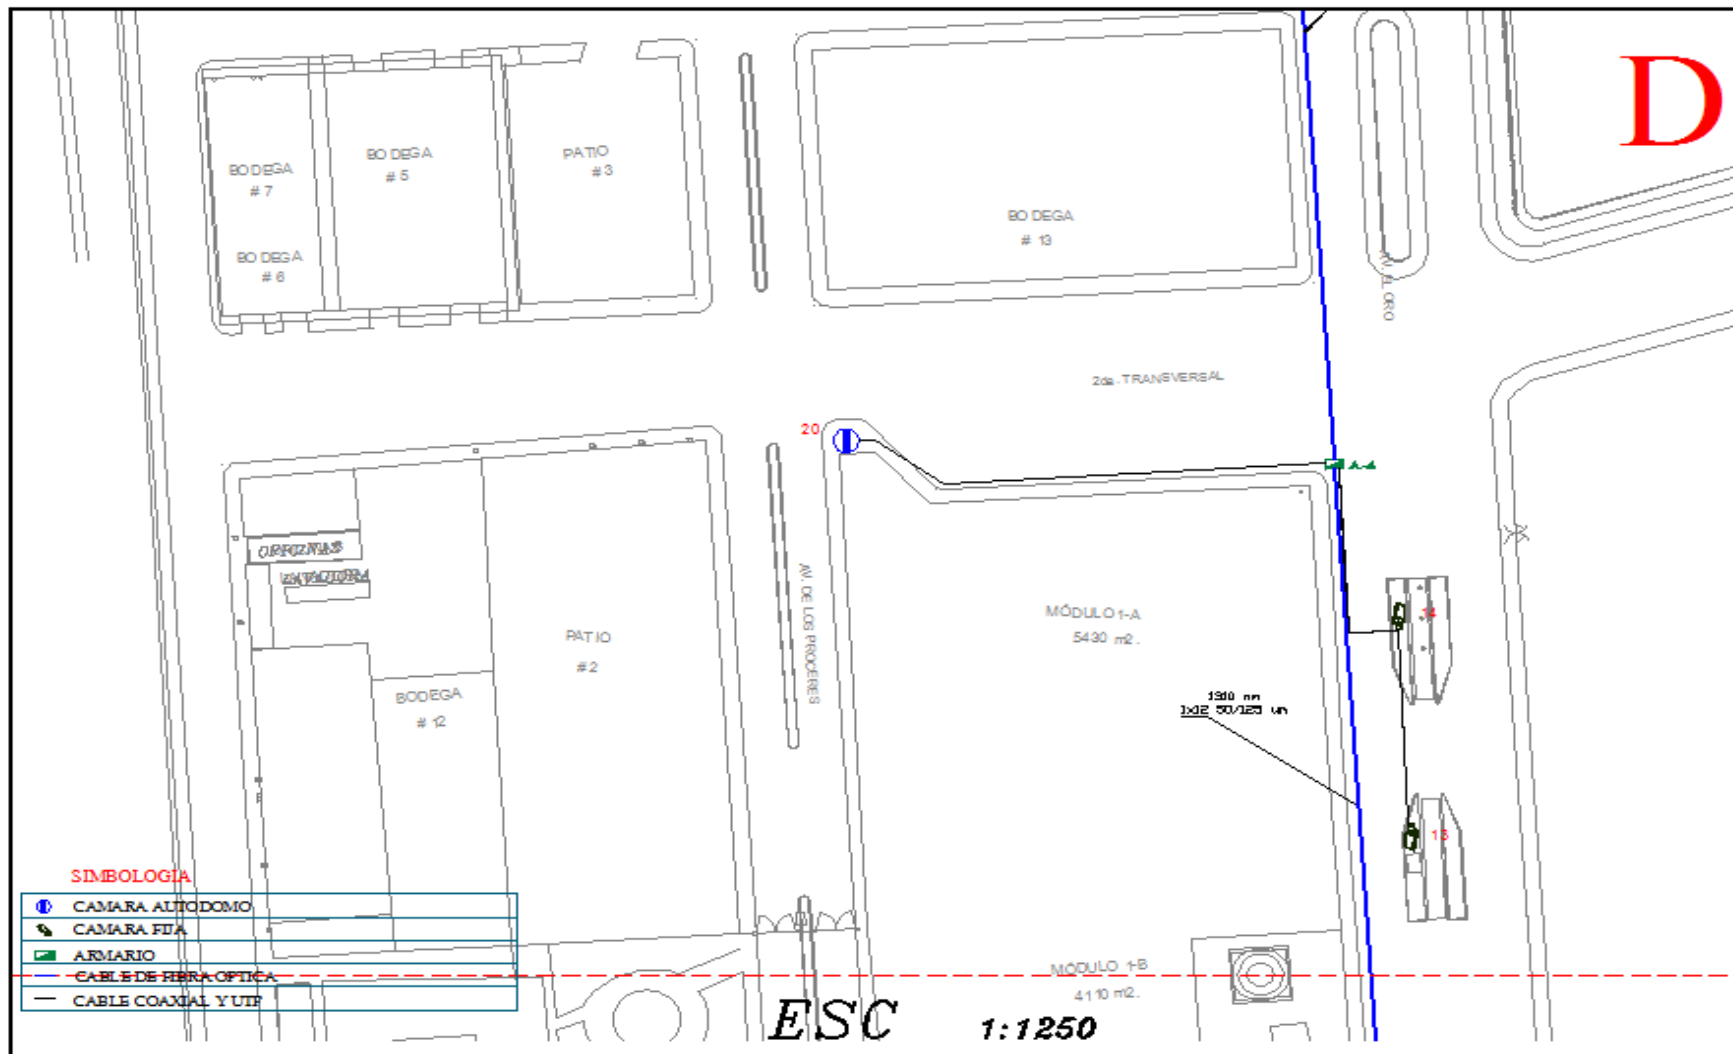 D
BODEGA
# 7
BODEGA
# 5
PATIO
#3
BODEGA
# 6
BODEGA
# 13
2da.-TRANSVERSAL
20
A-4
OFICINAS
PATIO
#2
AV. DE LOS PROCERES
MÓDULO 1-A
5430 m2.
14
BODEGA
# 12
1310 nm
1x12 50/125 um
13
SIMBOLOGIA
CAMARA AUTODOMO
CAMARA FIJA
ARMARIO
CABLE DE FIBRA OPTICA
CABLE COAXIAL Y UTP
MÓDULO 1-B
4110 m2.
ESC 1:1250